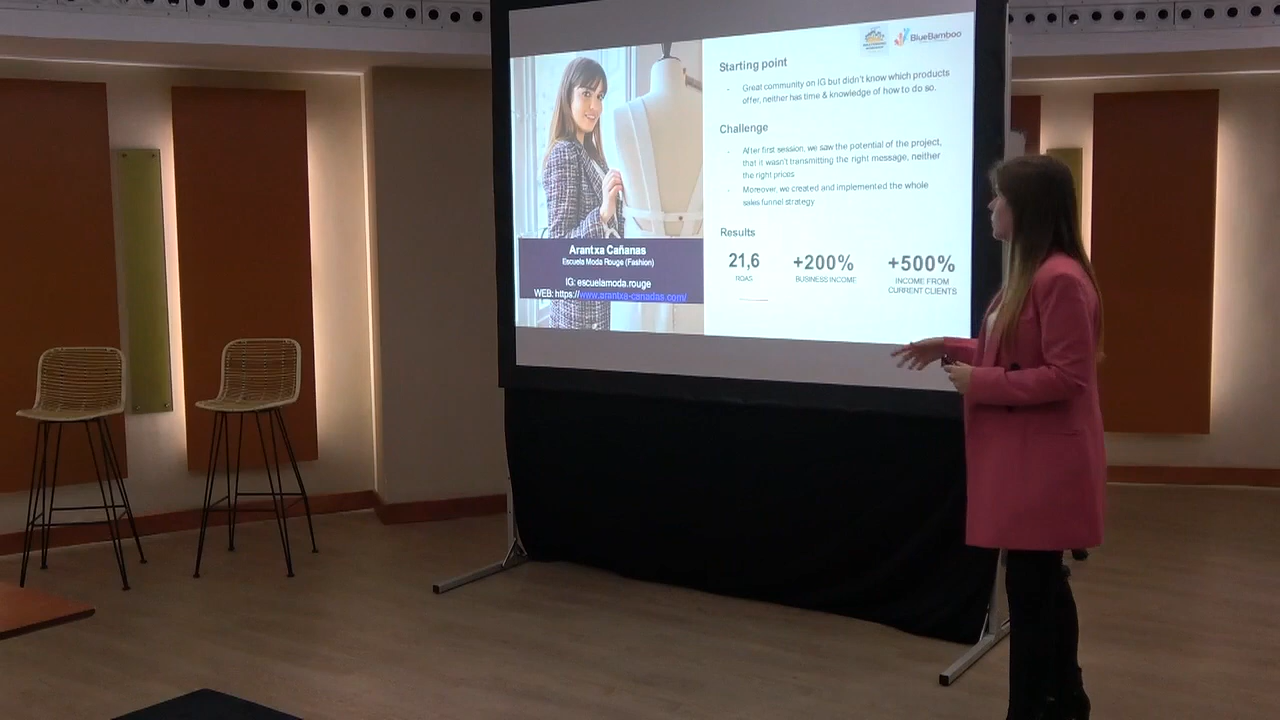 BlueBamboo
Starting point
- Great community on IG but didn't know which products
offer, neither has time & knowledge of how to do so.
Challenge
- After first session, we saw the potential of the project,
that it wasn't transmitting the right message, neither
the right prices
- Moreover, we created and implemented the whole
sales funnel strategy
Results
21,6
ROAS
+200%
BUSINESS INCOME
+500%
INCOME FROM
CURRENT CLIENTS
Arantxa Cañanas
Escuela Moda Rouge (Fashion)
IG: escuelamoda.rouge
WEB: https://www.arantxa-canadas.com/